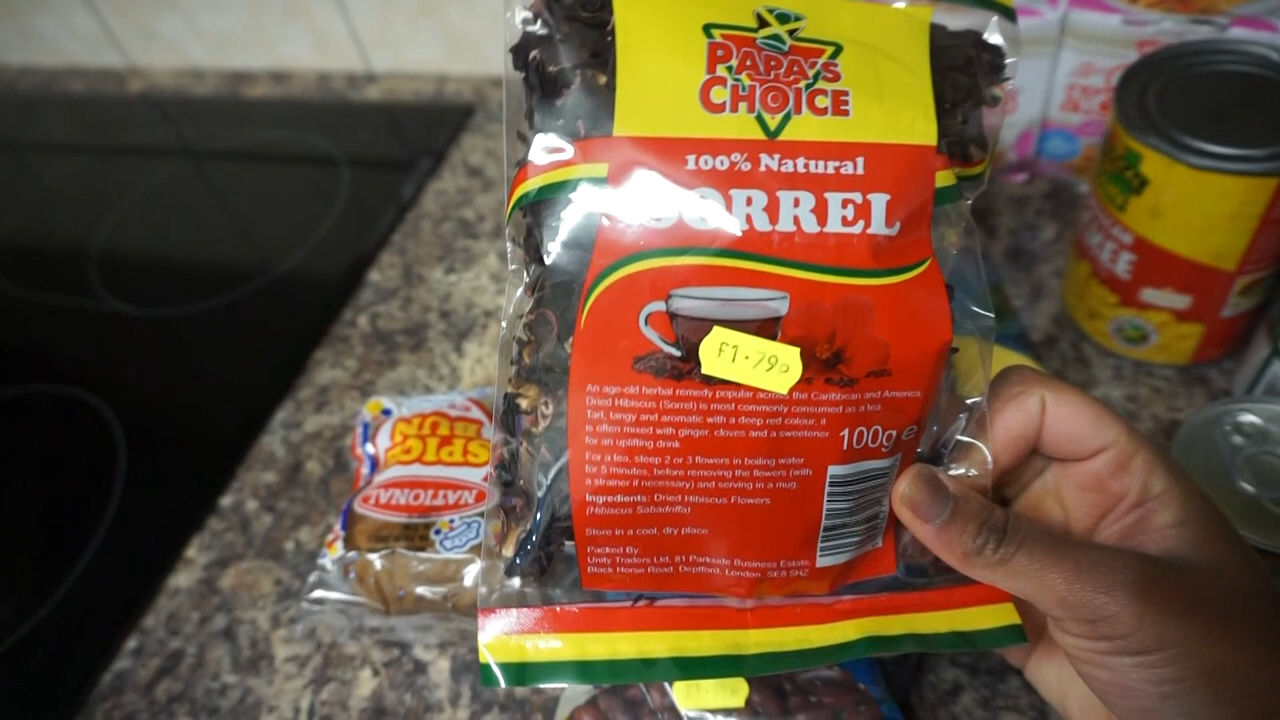 PAPA'S
CHOICE
100% Natural
SORREL
£1.79p
An age-old herbal remedy popular across the Caribbean and America.
Dried Hibiscus (Sorrel) is most commonly consumed as a tea.
Tart, tangy and aromatic with a deep red colour, it
is often mixed with ginger, cloves and a sweetener
for an uplifting drink.
100g e
For a tea, steep 2 or 3 flowers in boiling water
for 5 minutes, before removing the flowers (with
a strainer if necessary) and serving in a mug.
Ingredients: Dried Hibiscus Flowers
(Hibiscus Sabadriffa)
Store in a cool, dry place.
Packed By:
Unity Traders Ltd, 81 Parkside Business Estate,
Black Horse Road, Deptford, London. SE8 5HZ
NATIONAL
SPICE
BUN